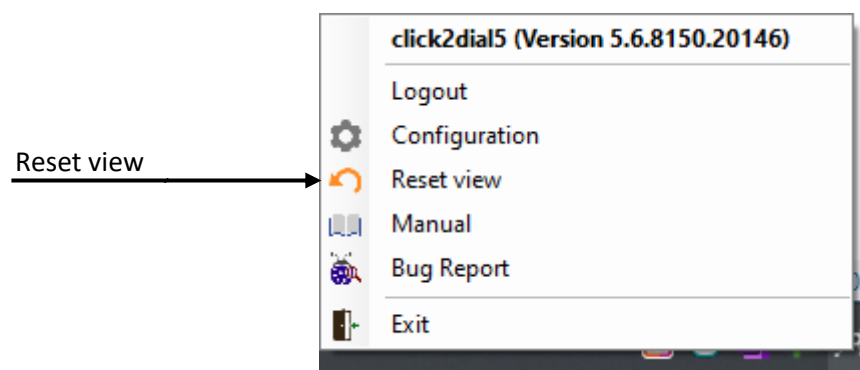 click2dial5 (Version 5.6.8150.20146)
Logout
Configuration
Reset view
Reset view
Manual
Bug Report
Exit